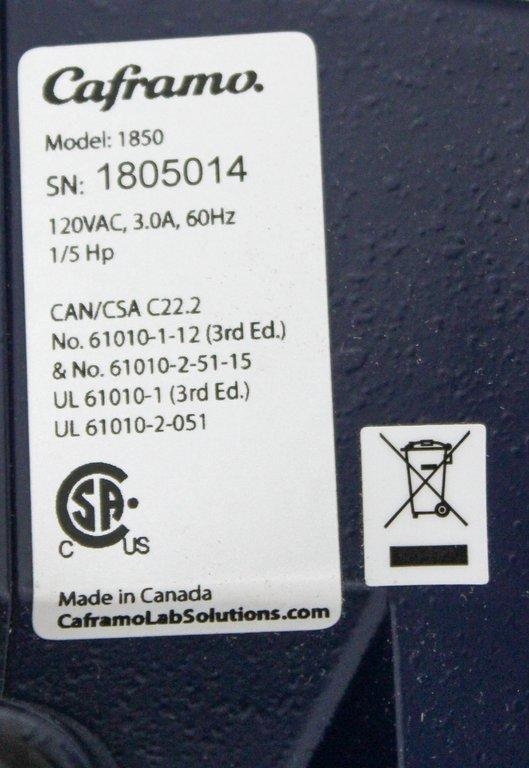 Caframo.
Model: 1850
SN: 1805014
120VAC, 3.0A, 60Hz
1/5 Hp
CAN/CSA C22.2
No. 61010-1-12 (3rd Ed.)
& No. 61010-2-51-15
UL 61010-1 (3rd Ed.)
UL 61010-2-051
CSA
C US
Made in Canada
CaframoLabSolutions.com